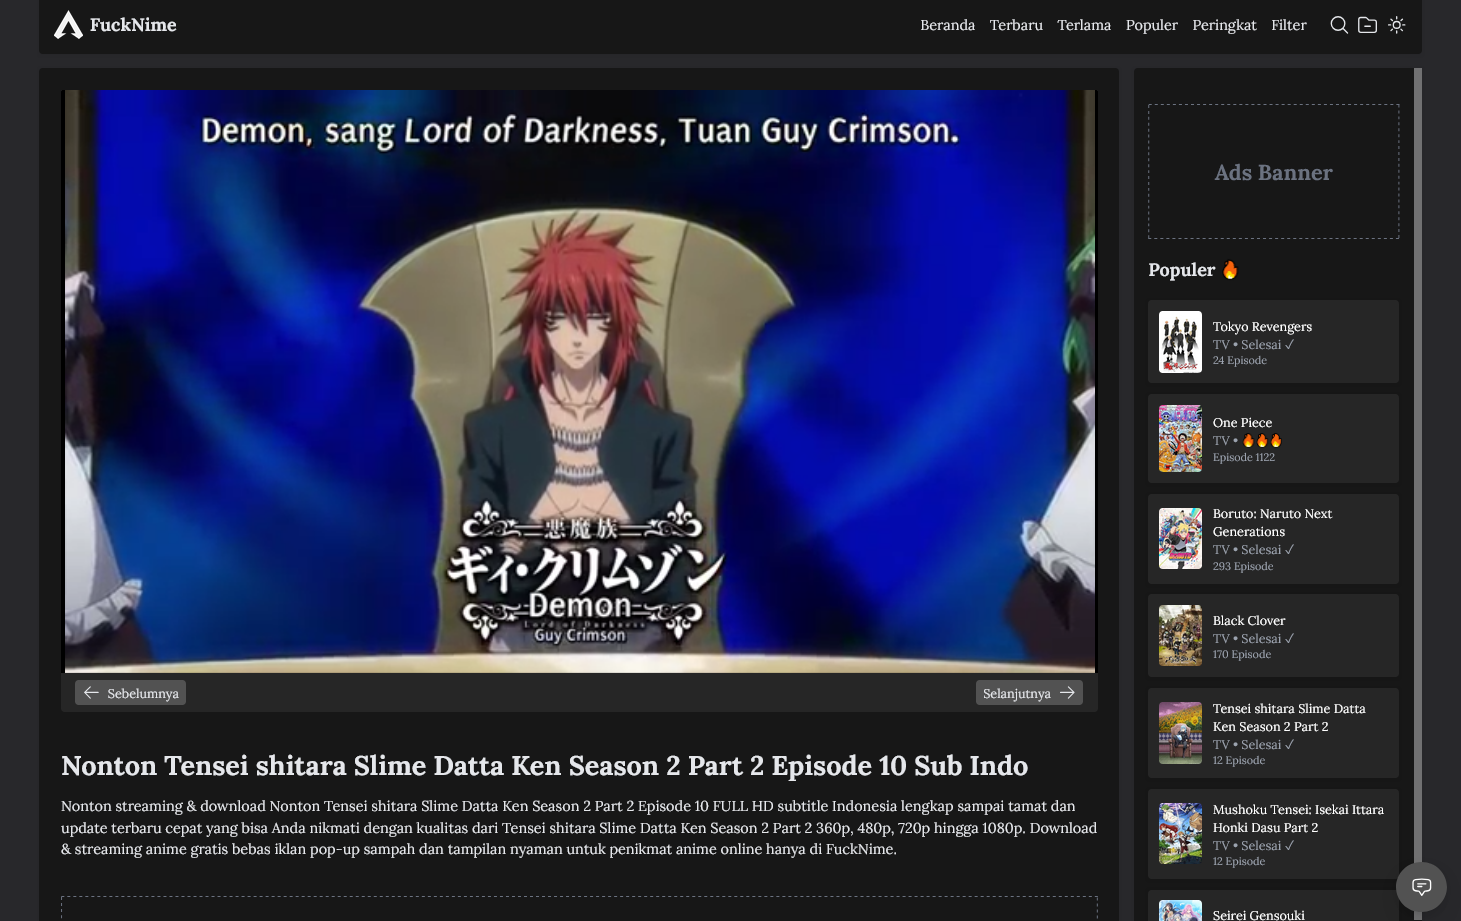 FuckNime
Beranda Terbaru Terlama Populer Peringkat Filter
Demon, sang Lord of Darkness, Tuan Guy Crimson.
悪魔族
ギィ・クリムゾン
Demon
Lord of Darkness
Guy Crimson
← Sebelumnya
Selanjutnya →
Nonton Tensei shitara Slime Datta Ken Season 2 Part 2 Episode 10 Sub Indo
Nonton streaming & download Nonton Tensei shitara Slime Datta Ken Season 2 Part 2 Episode 10 FULL HD subtitle Indonesia lengkap sampai tamat dan
update terbaru cepat yang bisa Anda nikmati dengan kualitas dari Tensei shitara Slime Datta Ken Season 2 Part 2 360p, 480p, 720p hingga 1080p. Download
& streaming anime gratis bebas iklan pop-up sampah dan tampilan nyaman untuk penikmat anime online hanya di FuckNime.
Ads Banner
Populer 🔥
Tokyo Revengers
TV • Selesai ✓
24 Episode
One Piece
TV • 🔥🔥🔥
Episode 1122
Boruto: Naruto Next
Generations
TV • Selesai ✓
293 Episode
Black Clover
TV • Selesai ✓
170 Episode
Tensei shitara Slime Datta
Ken Season 2 Part 2
TV • Selesai ✓
12 Episode
Mushoku Tensei: Isekai Ittara
Honki Dasu Part 2
TV • Selesai ✓
12 Episode
Seirei Gensouki